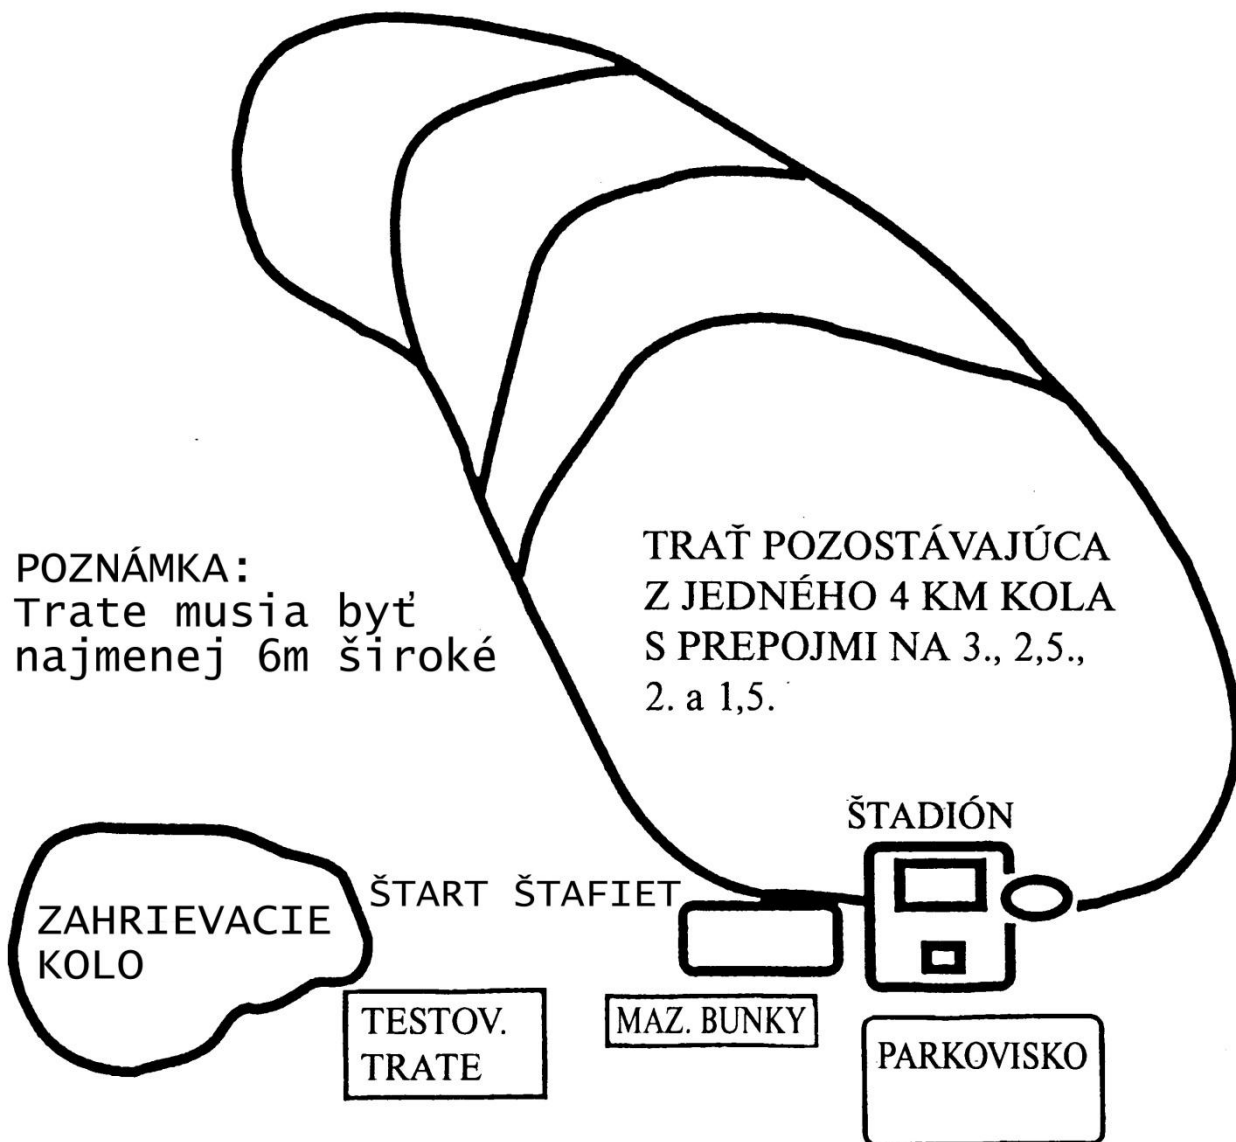 POZNÁMKA:
Trate musia byť
najmenej 6m široké
TRAŤ POZOSTÁVAJÚCA
Z JEDNÉHO 4 KM KOLA
S PREPOJMI NA 3., 2,5.,
2. a 1,5.
ŠTADIÓN
ŠTART ŠTAFIET
ZAHRIEVACIE
KOLO
TESTOV.
TRATE
MAZ. BUNKY
PARKOVISKO